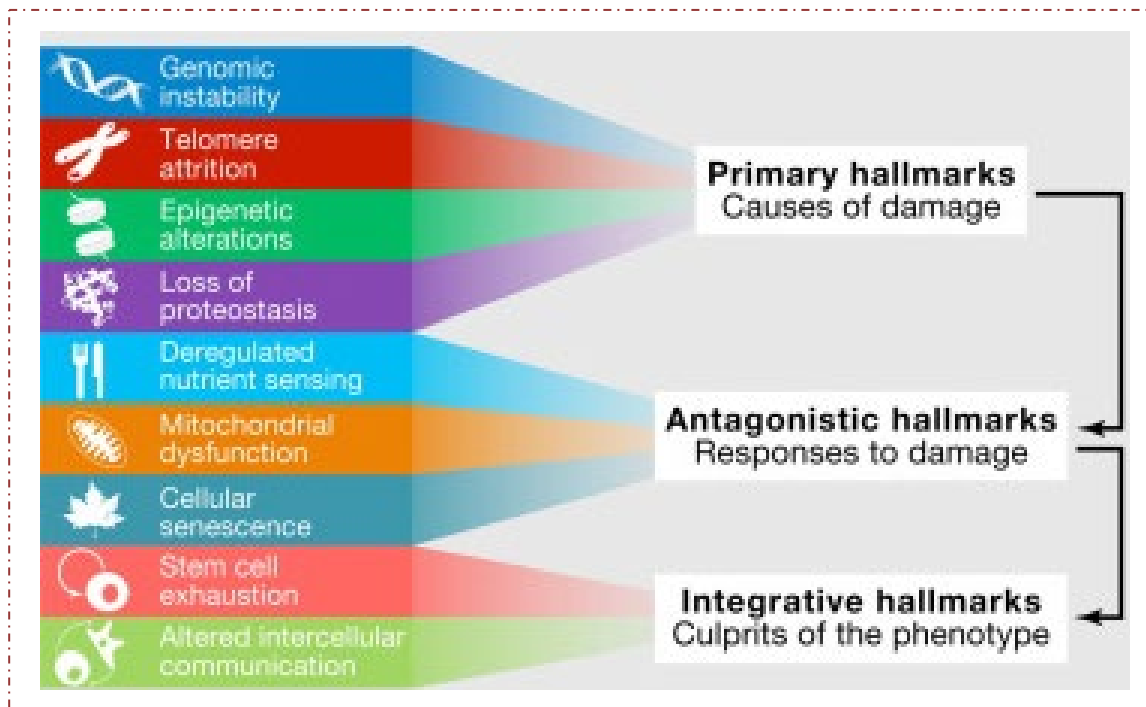 Genomic
instability
Telomere
attrition
Epigenetic
alterations
Loss of
proteostasis
Deregulated
nutrient sensing
Mitochondrial
dysfunction
Cellular
senescence
Stem cell
exhaustion
Altered intercellular
communication
Primary hallmarks
Causes of damage
Antagonistic hallmarks
Responses to damage
Integrative hallmarks
Culprits of the phenotype